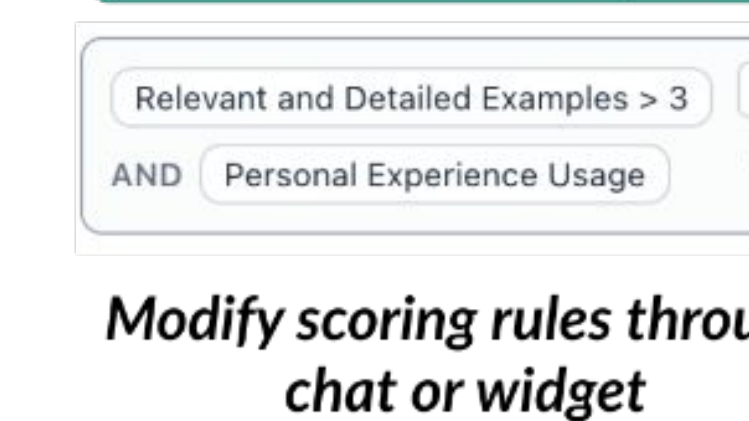 Relevant and Detailed Examples > 3
AND Personal Experience Usage
Modify scoring rules throu
chat or widget